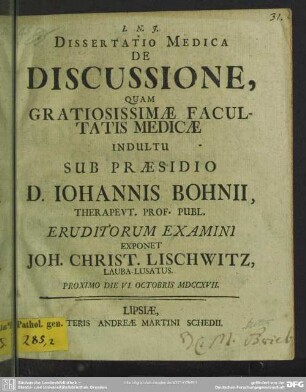 I. N. J.
31.
DISSERTATIO MEDICA
DE
DISCUSSIONE,
QUAM
GRATIOSISSIMÆ FACUL-
TATIS MEDICÆ
INDULTU
SUB PRÆSIDIO
D. IOHANNIS BOHNII,
THERAPEVT. PROF. PUBL.
ERUDITORUM EXAMINI
EXPONET
JOH. CHRIST. LISCHWITZ,
LAUBA-LUSATUS.
PROXIMO DIE VI OCTOBRIS MDCCXVII.
LIPSIÆ,
TERIS ANDREÆ MARTINI SCHEDII.
Pathol. gen.
285,2